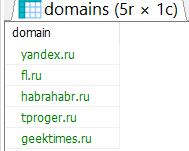 domains (5r × 1c)
domain
yandex.ru
fl.ru
habrahabr.ru
tproger.ru
geektimes.ru